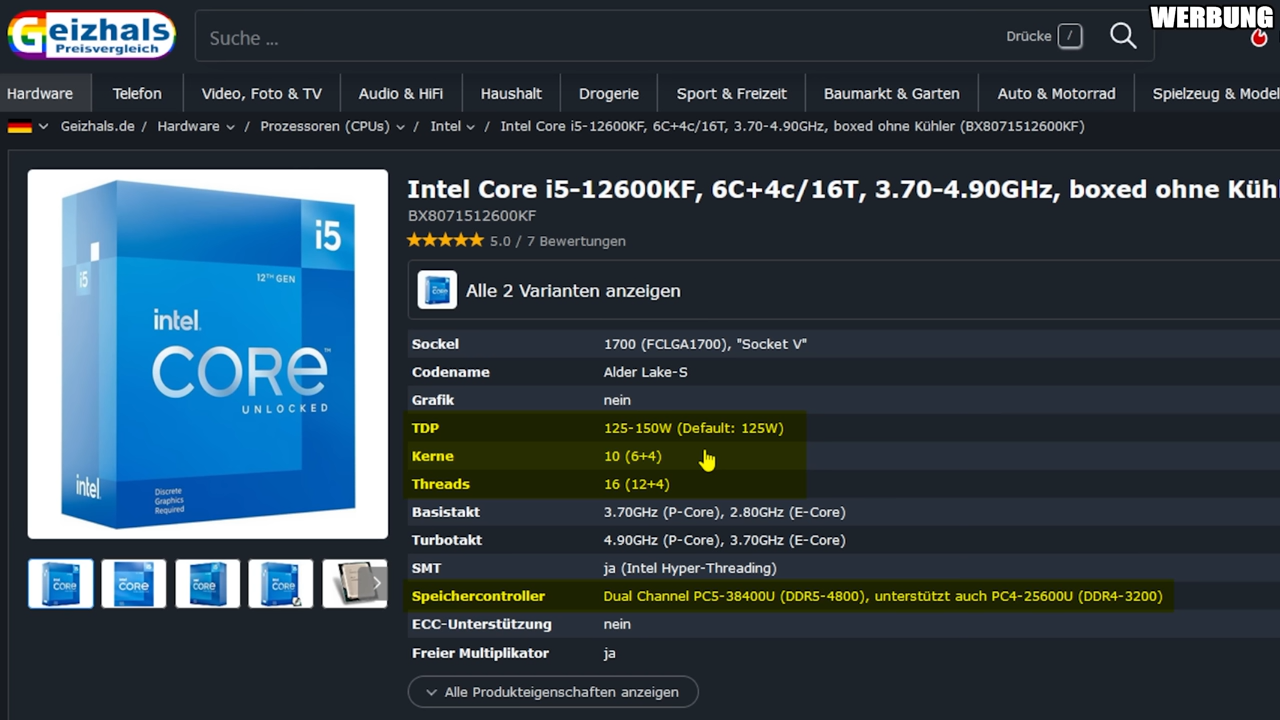 Geizhals
Preisvergleich
Suche ...
Drücke /
WERBUNG
Hardware
Telefon
Video, Foto & TV
Audio & HiFi
Haushalt
Drogerie
Sport & Freizeit
Baumarkt & Garten
Auto & Motorrad
Spielzeug & Model
Geizhals.de / Hardware / Prozessoren (CPUs) / Intel / Intel Core i5-12600KF, 6C+4c/16T, 3.70-4.90GHz, boxed ohne Kühler (BX8071512600KF)
Intel Core i5-12600KF, 6C+4c/16T, 3.70-4.90GHz, boxed ohne Kühl
BX8071512600KF
5.0 / 7 Bewertungen
Alle 2 Varianten anzeigen
i5
i5
12TH GEN
intel.
CORE™
UNLOCKED
intel.
Discrete
Graphics
Required
Sockel 1700 (FCLGA1700), "Socket V"
Codename Alder Lake-S
Grafik nein
TDP 125-150W (Default: 125W)
Kerne 10 (6+4)
Threads 16 (12+4)
Basistakt 3.70GHz (P-Core), 2.80GHz (E-Core)
Turbotakt 4.90GHz (P-Core), 3.70GHz (E-Core)
SMT ja (Intel Hyper-Threading)
Speichercontroller Dual Channel PC5-38400U (DDR5-4800), unterstützt auch PC4-25600U (DDR4-3200)
ECC-Unterstützung nein
Freier Multiplikator ja
Alle Produkteigenschaften anzeigen